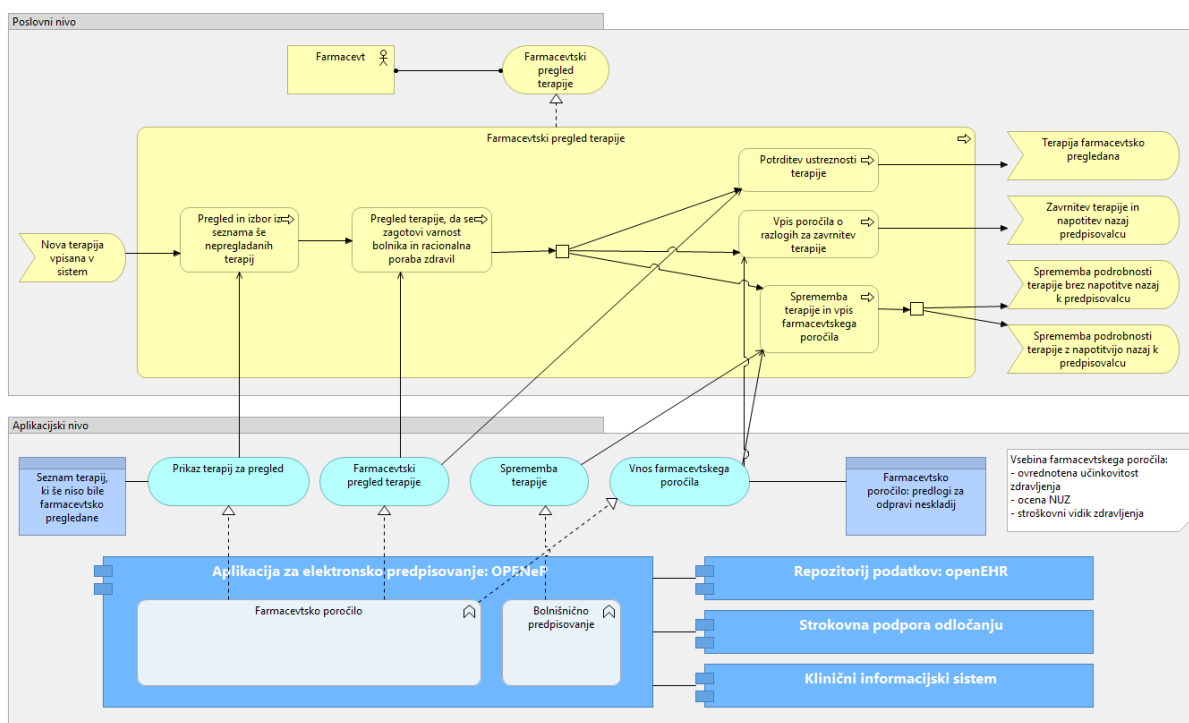 Poslovni nivo
Farmacevt
Farmacevtski
pregled
terapije
Farmacevtski pregled terapije
Nova terapija
vpisana v
sistem
Pregled in izbor iz
seznama še
nepregladanih
terapij
Pregled terapije, da se
zagotovi varnost
bolnika in racionalna
poraba zdravil
Potrditev ustreznosti
terapije
Vpis poročila o
razlogih za zavrnitev
terapije
Sprememba
terapije in vpis
farmacevtskega
poročila
Terapija farmacevtsko
pregledana
Zavrnitev terapije in
napotitev nazaj
predpisovalcu
Sprememba podrobnosti
terapije brez napotitve nazaj
k predpisovalcu
Sprememba podrobnosti
terapije z napotitvijo nazaj k
predpisovalcu
Aplikacijski nivo
Seznam terapij,
ki še niso bile
farmacevtsko
pregledane
Prikaz terapij za pregled
Farmacevtski
pregled terapije
Sprememba
terapije
Vnos farmacevtskega
poročila
Farmacevtsko
poročilo: predlogi za
odpravi neskladij
Vsebina farmacevtskega poročila:
- ovrednotena učinkovitost
zdravljenja
- ocena NUZ
- stroškovni vidik zdravljenja
Aplikacija za elektronsko predpisovanje: OPENeP
Farmacevtsko poročilo
Bolnišnično
predpisovanje
Repozitorij podatkov: openEHR
Strokovna podpora odločanju
Klinični informacijski sistem